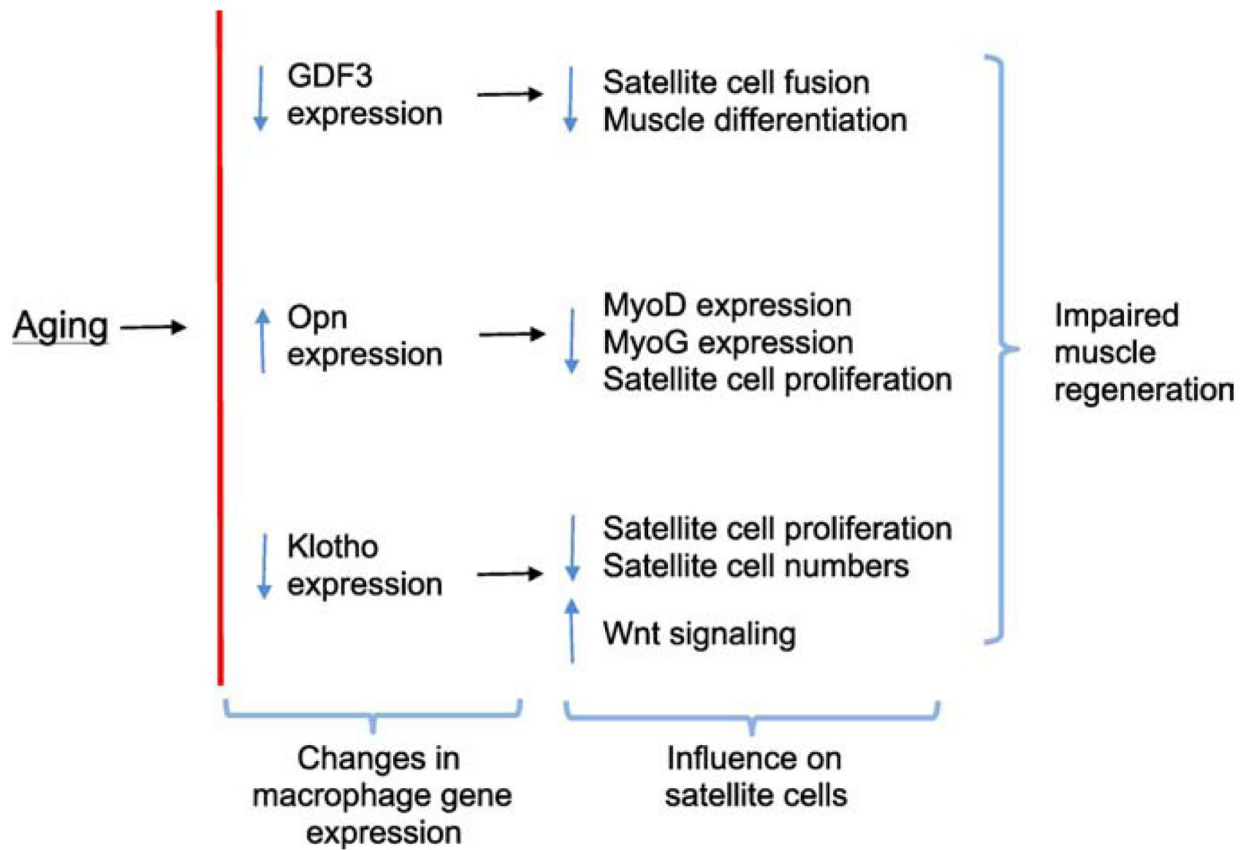 GDF3
expression
Satellite cell fusion
Muscle differentiation
Aging
Opn
expression
MyoD expression
MyoG expression
Satellite cell proliferation
Impaired
muscle
regeneration
Klotho
expression
Satellite cell proliferation
Satellite cell numbers
Wnt signaling
Changes in
macrophage gene
expression
Influence on
satellite cells